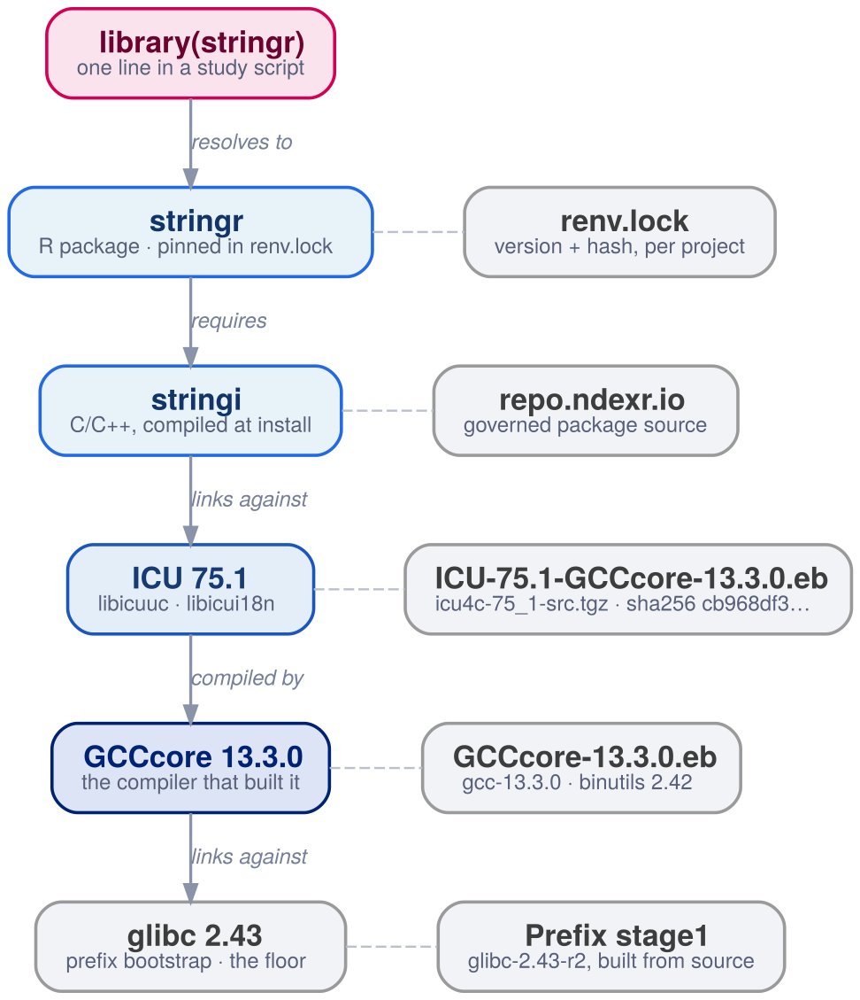 library(stringr)
one line in a study script
resolves to
stringr
R package · pinned in renv.lock
renv.lock
version + hash, per project
requires
stringi
C/C++, compiled at install
repo.ndexr.io
governed package source
links against
ICU 75.1
libicuuc · libicui18n
ICU-75.1-GCCcore-13.3.0.eb
icu4c-75_1-src.tgz · sha256 cb968df3…
compiled by
GCCcore 13.3.0
the compiler that built it
GCCcore-13.3.0.eb
gcc-13.3.0 · binutils 2.42
links against
glibc 2.43
prefix bootstrap · the floor
Prefix stage1
glibc-2.43-r2, built from source